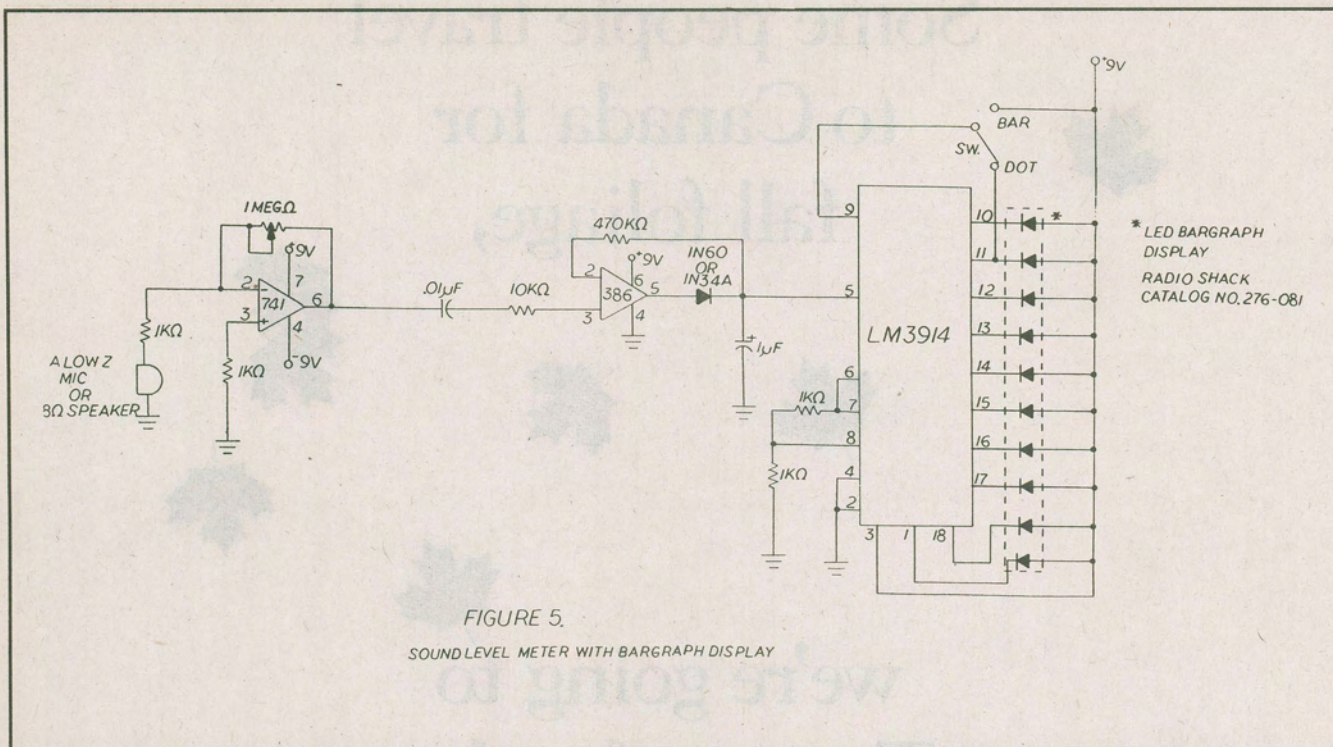 Some people travel
to Canada for
fall foliage,
+9V
BAR
SW.
DOT
1 MEGΩ
+9V
2
7
741
6
3
+
4
-9V
1KΩ
1KΩ
A LOW Z
MIC
OR
8Ω SPEAKER
.01µF
10KΩ
470KΩ
+9V
2
6
386
5
3
4
IN60
OR
IN34A
+
1µF
9
5
LM3914
6
7
8
4
2
1KΩ
1KΩ
3
1
18
10
11
12
13
14
15
16
17
*
* LED BARGRAPH
DISPLAY
RADIO SHACK
CATALOG NO. 276-081
FIGURE 5.
SOUND LEVEL METER WITH BARGRAPH DISPLAY
we're going to